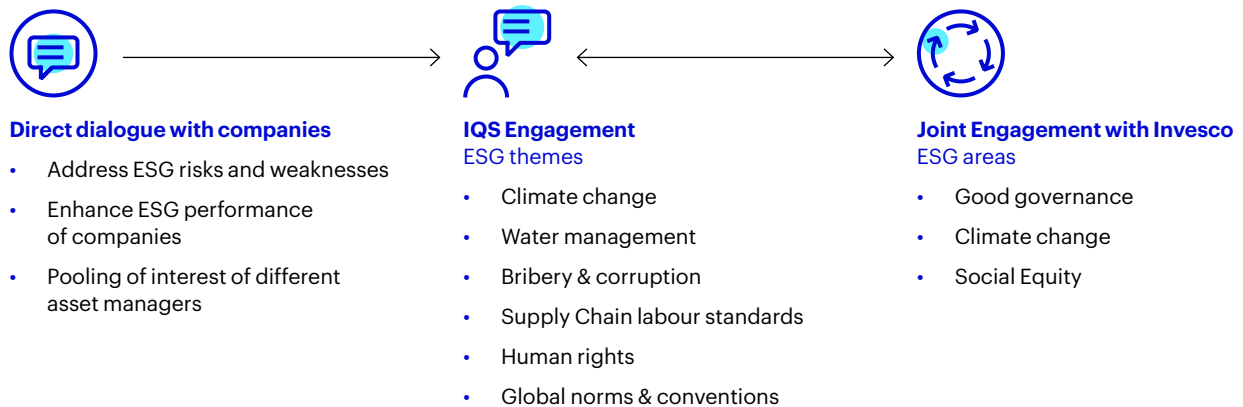 Direct dialogue with companies
• Address ESG risks and weaknesses
• Enhance ESG performance
of companies
• Pooling of interest of different
asset managers
IQS Engagement
ESG themes
• Climate change
• Water management
• Bribery & corruption
• Supply Chain labour standards
• Human rights
• Global norms & conventions
Joint Engagement with Invesco
ESG areas
• Good governance
• Climate change
• Social Equity